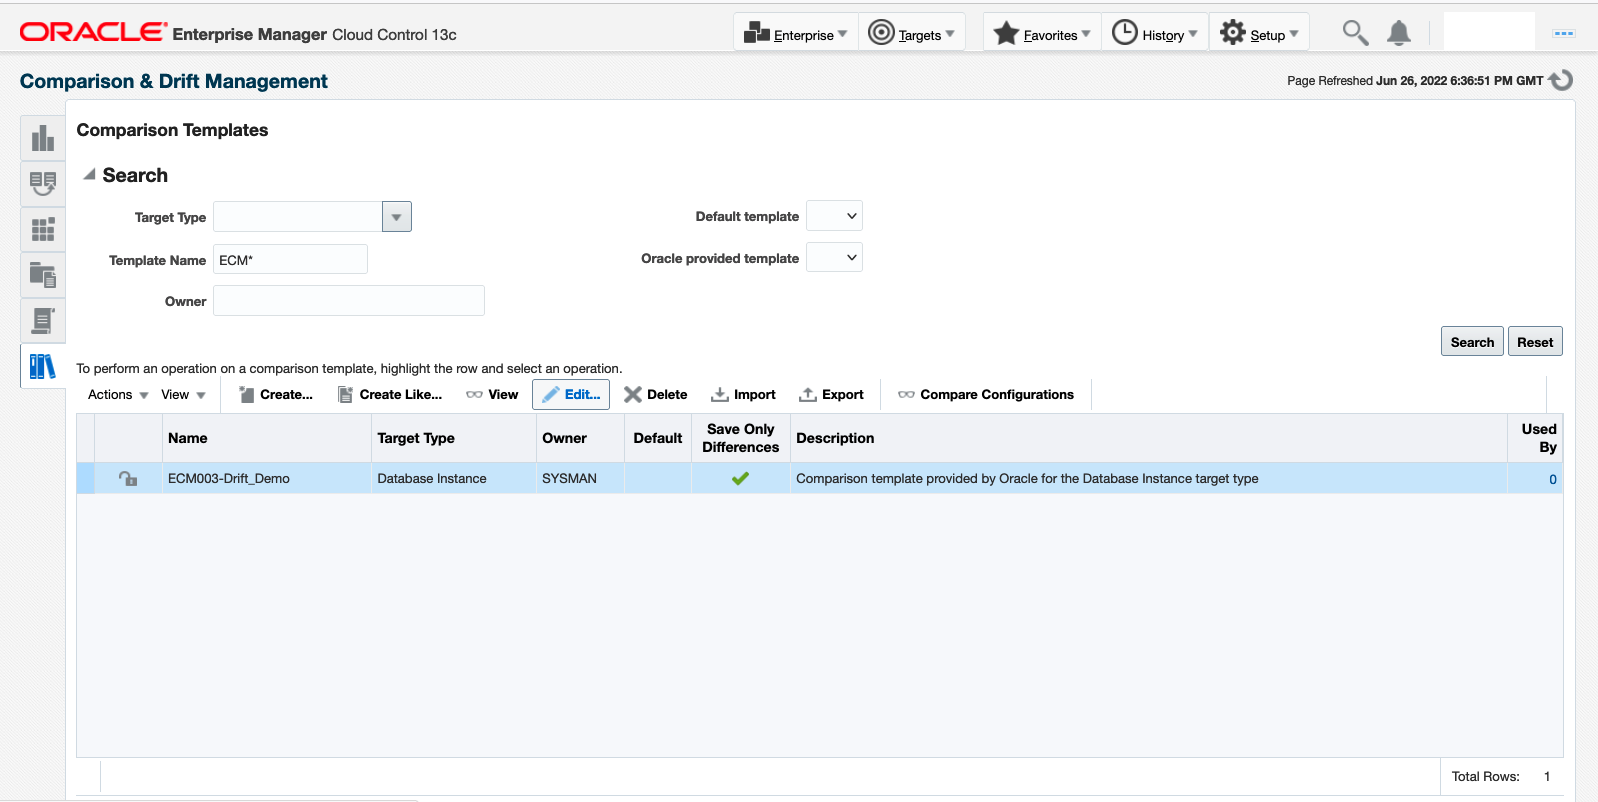 ORACLE® Enterprise Manager Cloud Control 13c
Enterprise
Targets
Favorites
History
Setup
Comparison & Drift Management
Page Refreshed Jun 26, 2022 6:36:51 PM GMT
Comparison Templates
Search
Target Type
Default template
Template Name ECM*
Oracle provided template
Owner
Search Reset
To perform an operation on a comparison template, highlight the row and select an operation.
Actions View Create... Create Like... View Edit... Delete Import Export Compare Configurations
Name Target Type Owner Default Save Only Differences Description Used By
ECM003-Drift_Demo Database Instance SYSMAN Comparison template provided by Oracle for the Database Instance target type 0
Total Rows: 1